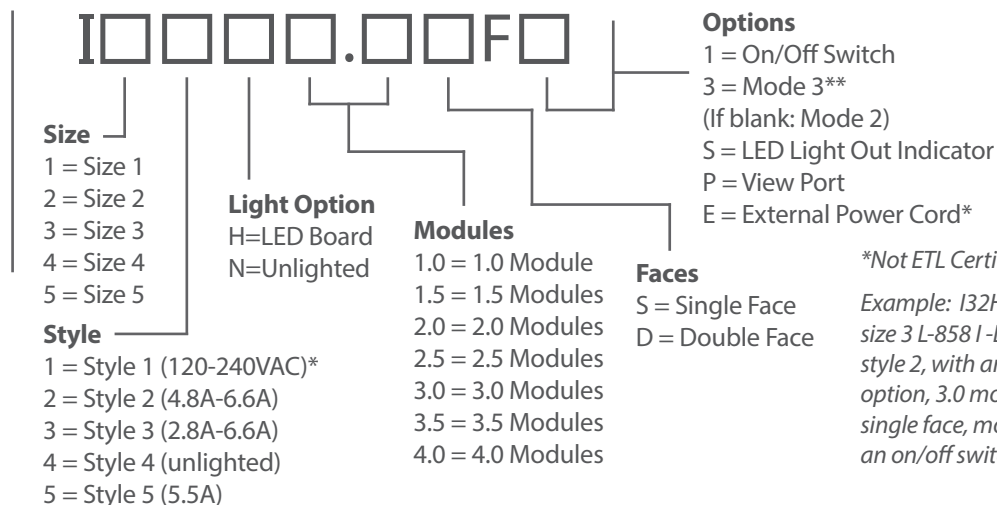 I□□□□.□□F□
Size
1 = Size 1
2 = Size 2
3 = Size 3
4 = Size 4
5 = Size 5
Style
1 = Style 1 (120-240VAC)*
2 = Style 2 (4.8A-6.6A)
3 = Style 3 (2.8A-6.6A)
4 = Style 4 (unlighted)
5 = Style 5 (5.5A)
Light Option
H=LED Board
N=Unlighted
Modules
1.0 = 1.0 Module
1.5 = 1.5 Modules
2.0 = 2.0 Modules
2.5 = 2.5 Modules
3.0 = 3.0 Modules
3.5 = 3.5 Modules
4.0 = 4.0 Modules
Faces
S = Single Face
D = Double Face
Options
1 = On/Off Switch
3 = Mode 3**
(If blank: Mode 2)
S = LED Light Out Indicator
P = View Port
E = External Power Cord*
*Not ETL
Example: I32H
size 3 L-858 I
style 2, with
option, 3.0
single face,
an on/off